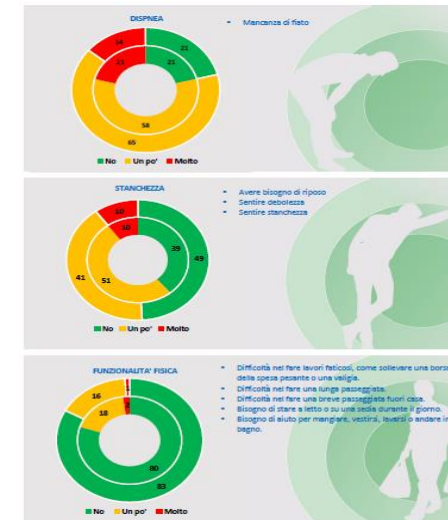 DISPNEA
- Mancanza di fiato
14
21
21
21
58
65
No Un po' Molto
STANCHEZZA
- Avere bisogno di riposo
- Sentire debolezza
- Sentire stanchezza
10
10
39
49
41
51
No Un po' Molto
FUNZIONALITA' FISICA
- Difficoltà nel fare lavori faticosi, come sollevare una borsa
della spesa pesante o una valigia.
- Difficoltà nel fare una lunga passeggiata.
- Difficoltà nel fare una breve passeggiata fuori casa.
- Bisogno di stare a letto o su una sedia durante il giorno.
- Bisogno di aiuto per mangiare, vestirsi, lavarsi o andare in
bagno.
1
2
16
18
80
83
No Un po' Molto